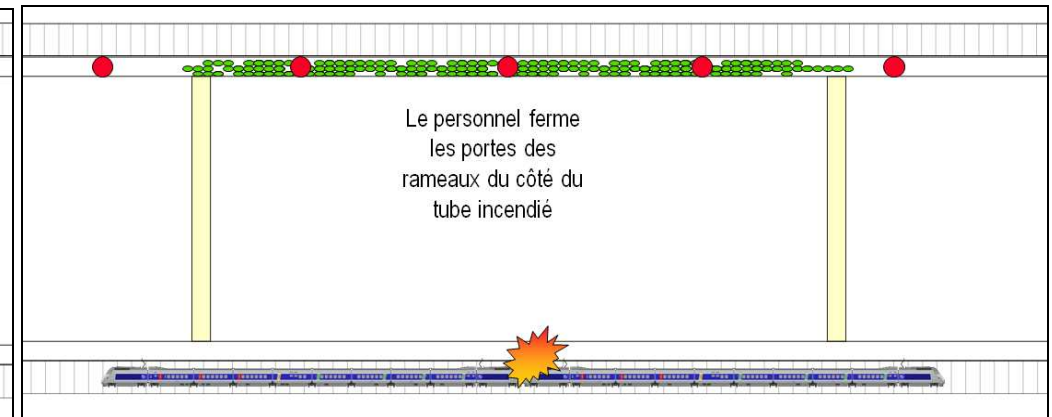 Le personnel ferme
les portes des
rameaux du côté du
tube incendié